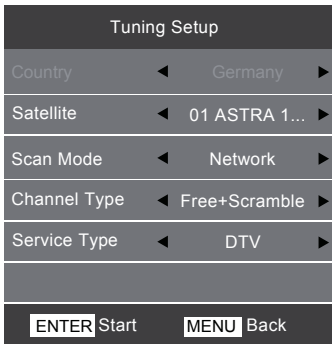 Tuning Setup
Country Germany
Satellite 01 ASTRA 1...
Scan Mode Network
Channel Type Free+Scramble
Service Type DTV
ENTER Start MENU Back